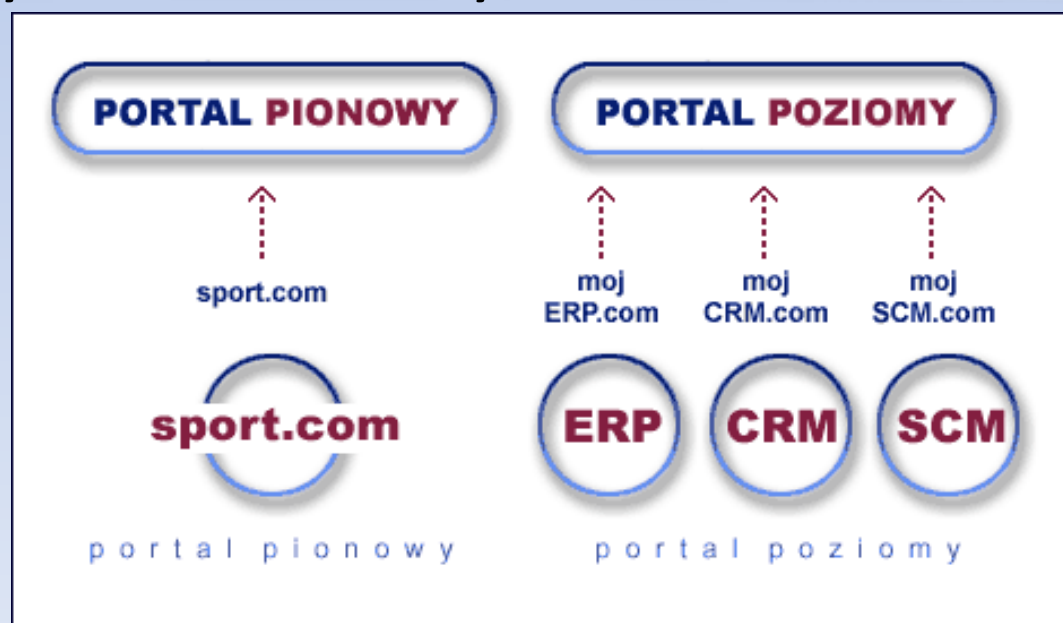 PORTAL PIONOWY
PORTAL POZIOMY
sport.com
moj
ERP.com
moj
CRM.com
moj
SCM.com
sport.com
ERP
CRM
SCM
portal pionowy
portal poziomy